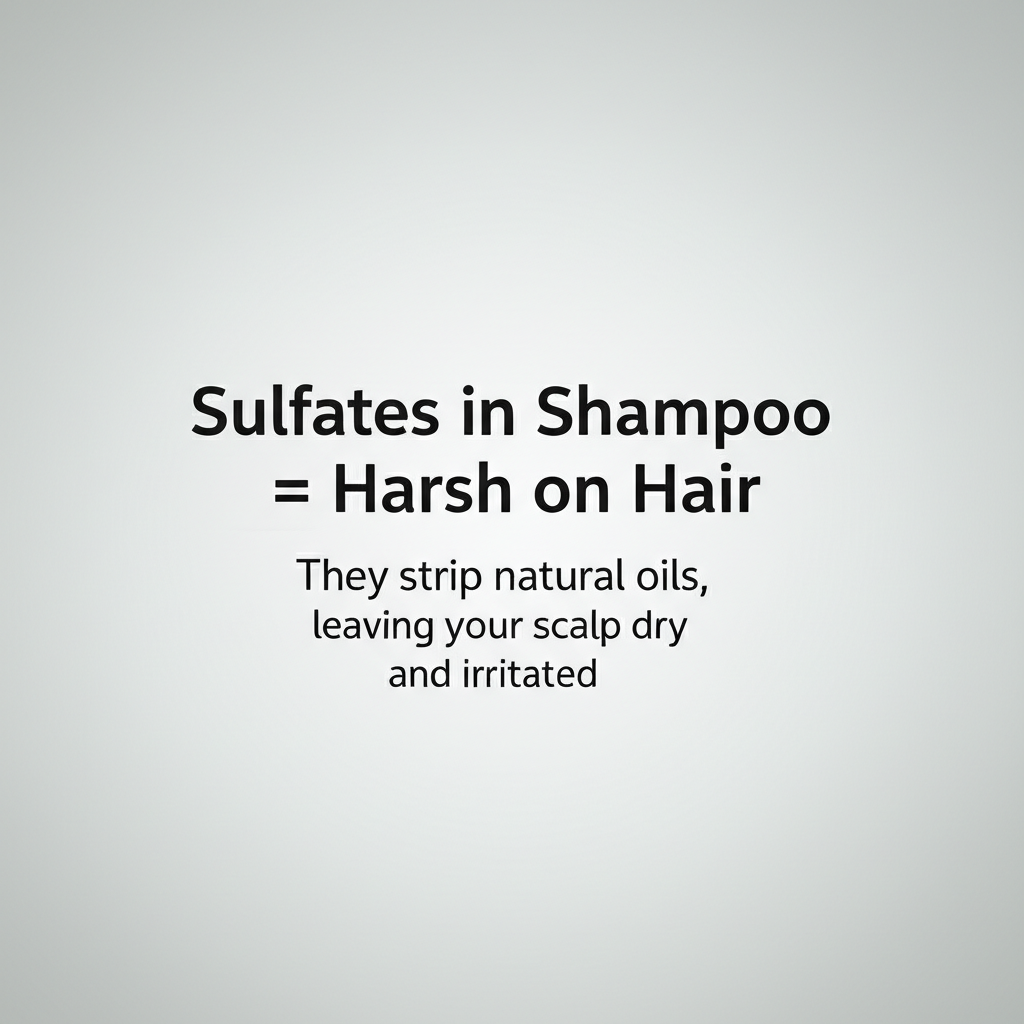 Sulfates in Shampoo
= Harsh on Hair
They strip natural oils,
leaving your scalp dry
and irritated